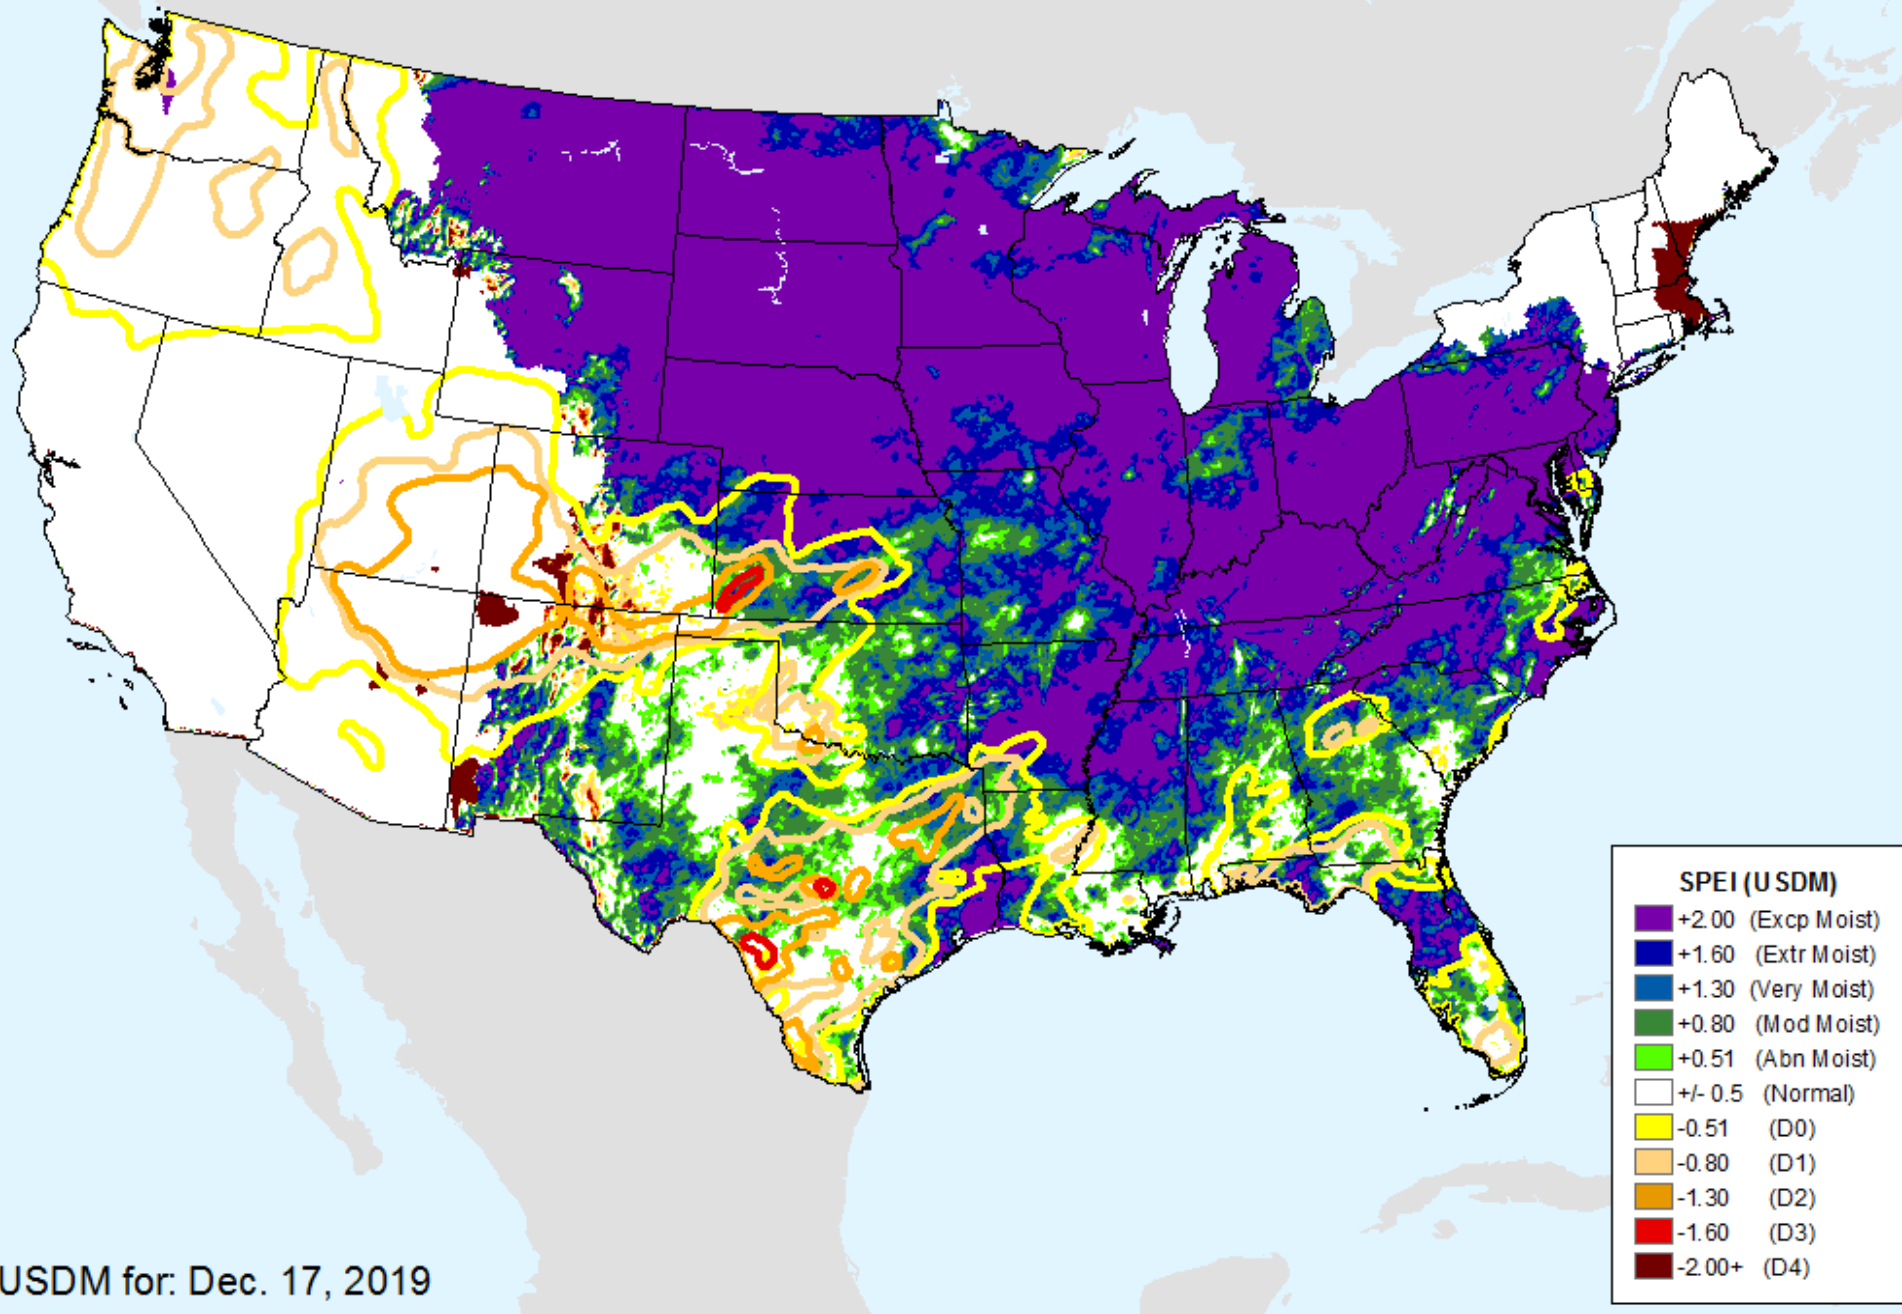 SPEI (USDM)
+2.00 (Excp Moist)
+1.60 (Extr Moist)
+1.30 (Very Moist)
+0.80 (Mod Moist)
+0.51 (Abn Moist)
+/- 0.5 (Normal)
-0.51 (D0)
-0.80 (D1)
-1.30 (D2)
-1.60 (D3)
-2.00+ (D4)
USDM for: Dec. 17, 2019